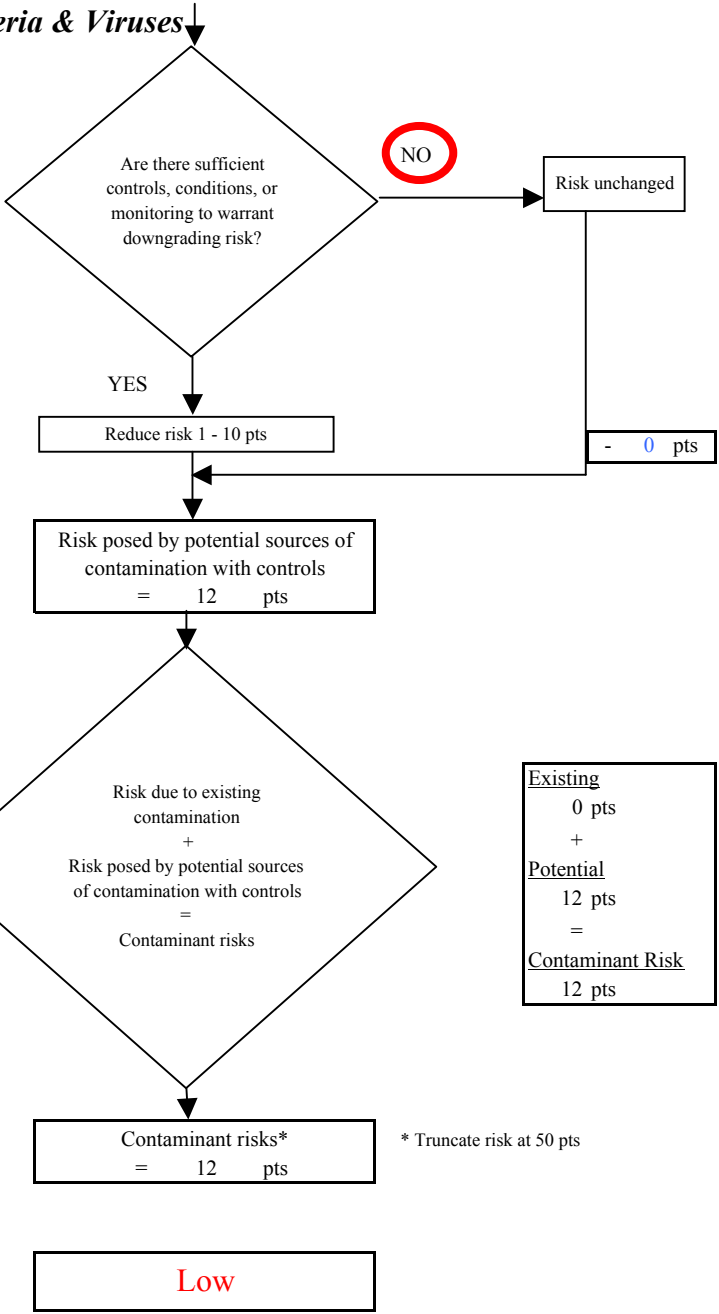 & Viruses
Are there sufficient
controls, conditions, or
monitoring to warrant
downgrading risk?
NO
Risk unchanged
YES
Reduce risk 1 - 10 pts
- 0 pts
Risk posed by potential sources of
contamination with controls
= 12 pts
Risk due to existing
contamination
+
Risk posed by potential sources
of contamination with controls
=
Contaminant risks
Existing
0 pts
+
Potential
12 pts
=
Contaminant Risk
12 pts
Contaminant risks*
= 12 pts
* Truncate risk at 50 pts
Low